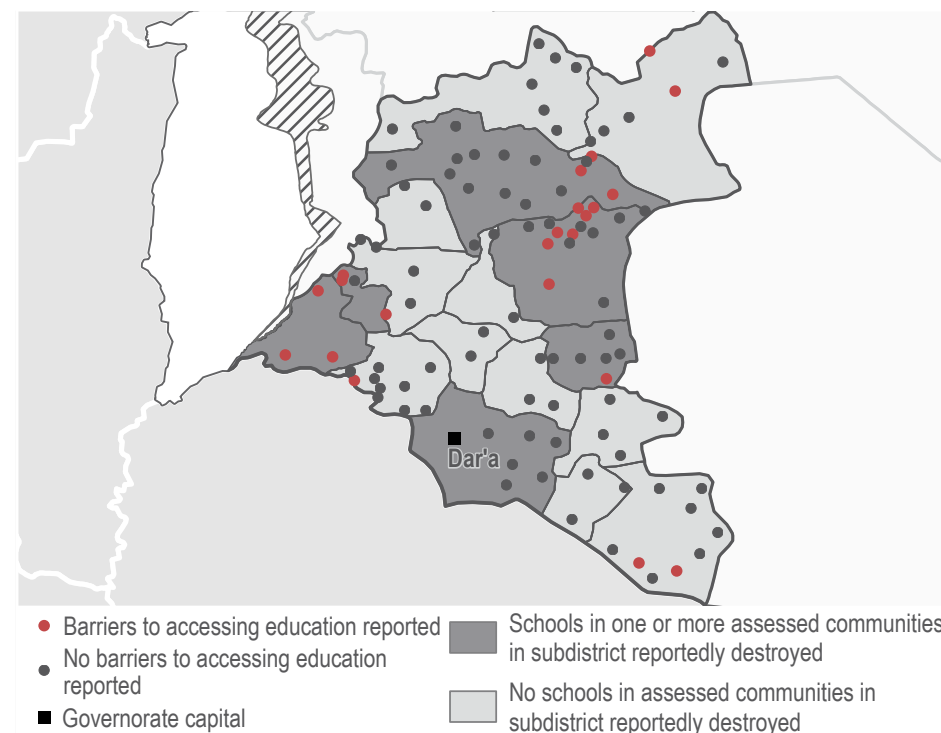 Dar'a
Barriers to accessing education reported
No barriers to accessing education
reported
Governorate capital
Schools in one or more assessed communities
in subdistrict reportedly destroyed
No schools in assessed communities in
subdistrict reportedly destroyed